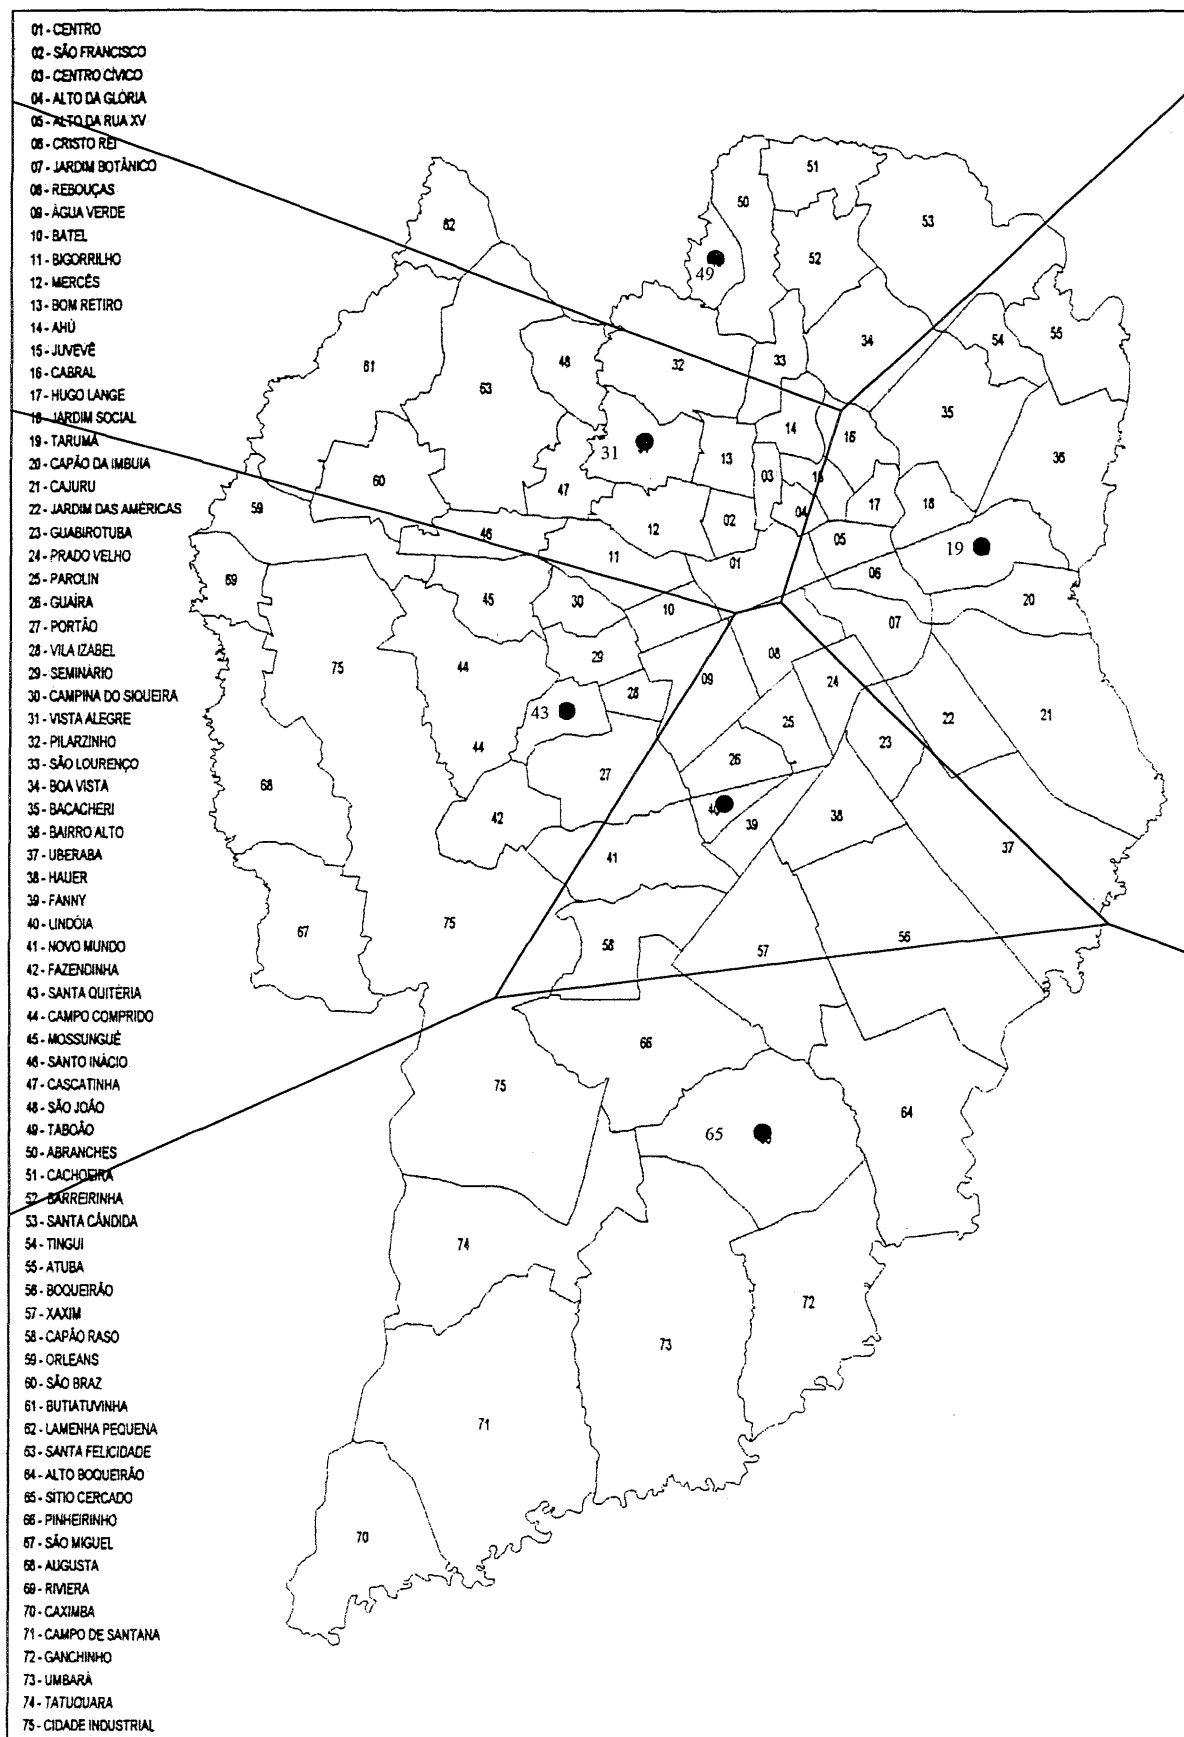 01 - CENTRO
02 - SÃO FRANCISCO
03 - CENTRO CÍVICO
04 - ALTO DA GLÓRIA
05 - ALTO DA RUA XV
06 - CRISTO REI
07 - JARDIM BOTÂNICO
08 - REBOUÇAS
09 - ÁGUA VERDE
10 - BATEL
11 - BIGORRILHO
12 - MERCÊS
13 - BOM RETIRO
14 - AHÚ
15 - JUVEVÊ
16 - CABRAL
17 - HUGO LANGE
18 - JARDIM SOCIAL
19 - TARUMÃ
20 - CAPÃO DA IMBUIA
21 - CAJURU
22 - JARDIM DAS AMÉRICAS
23 - GUABIROTUBA
24 - PRADO VELHO
25 - PAROLIN
26 - GUAÍRA
27 - PORTÃO
28 - VILA IZABEL
29 - SEMINÁRIO
30 - CAMPINA DO SIQUEIRA
31 - VISTA ALEGRE
32 - PILARZINHO
33 - SÃO LOURENÇO
34 - BOA VISTA
35 - BACACHERI
36 - BAIRRO ALTO
37 - UBERABA
38 - HAUER
39 - FANNY
40 - LINDÓIA
41 - NOVO MUNDO
42 - FAZENDINHA
43 - SANTA QUITÉRIA
44 - CAMPO COMPRIDO
45 - MOSSUNGUÊ
46 - SANTO INÁCIO
47 - CASCATINHA
48 - SÃO JOÃO
49 - TABOÃO
50 - ABRANCHES
51 - CACHOEIRA
52 - BARREIRINHA
53 - SANTA CÂNDIDA
54 - TINGUI
55 - ATUBA
56 - BOQUEIRÃO
57 - XAXIM
58 - CAPÃO RASO
59 - ORLEANS
60 - SÃO BRAZ
61 - BUTIATUVINHA
62 - LAMENHA PEQUENA
63 - SANTA FELICIDADE
64 - ALTO BOQUEIRÃO
65 - SÍTIO CERCADO
66 - PINHEIRINHO
67 - SÃO MIGUEL
68 - AUGUSTA
69 - RIVIERA
70 - CAXIMBA
71 - CAMPO DE SANTANA
72 - GANCHINHO
73 - UMBARÁ
74 - TATUQUARA
75 - CIDADE INDUSTRIAL
51
50
53
62
52
49
55
54
34
33
32
48
61
63
35
15
14
31
36
13
03
60
47
16
18
17
59
04
02
12
46
05
19
11
01
06
69
20
45
30
10
07
75
44
29
08
09
24
28
43
22
21
25
23
26
27
44
68
40
38
42
39
37
41
75
67
58
57
56
66
75
64
65
74
72
73
71
70